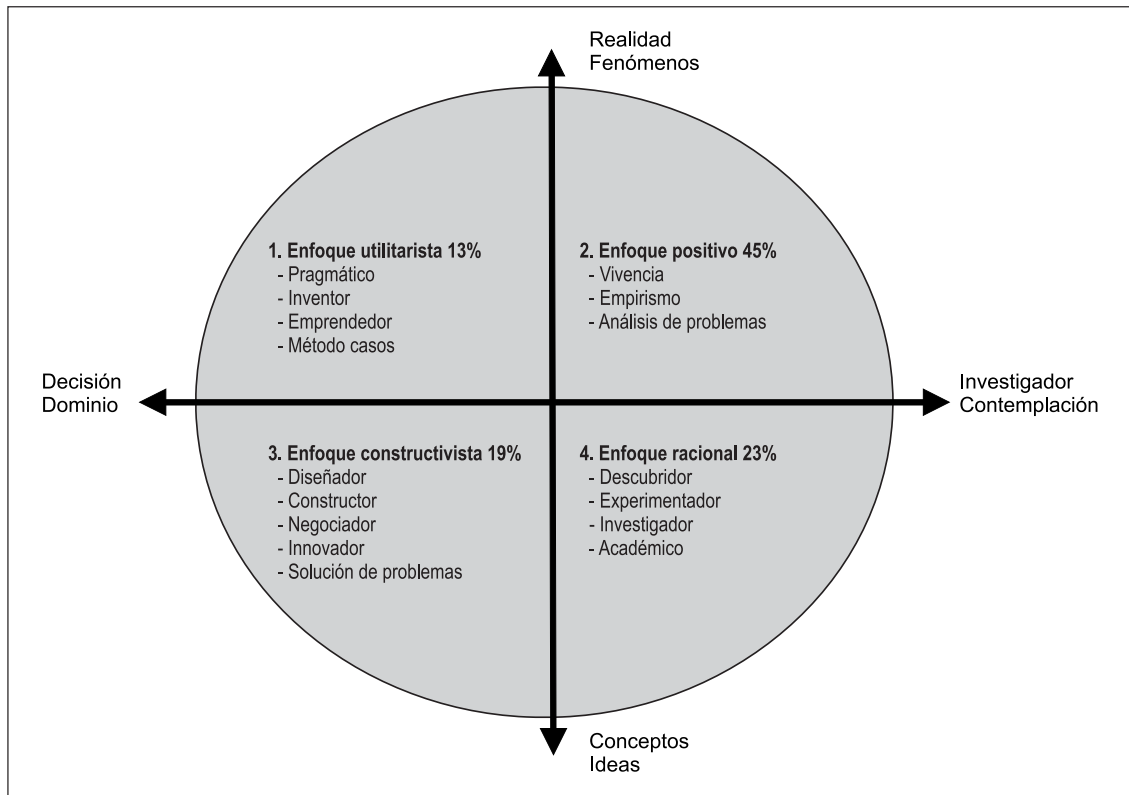 Realidad
Fenómenos
1. Enfoque utilitarista 13%
- Pragmático
- Inventor
- Emprendedor
- Método casos
2. Enfoque positivo 45%
- Vivencia
- Empirismo
- Análisis de problemas
Decisión
Dominio
Investigador
Contemplación
3. Enfoque constructivista 19%
- Diseñador
- Constructor
- Negociador
- Innovador
- Solución de problemas
4. Enfoque racional 23%
- Descubridor
- Experimentador
- Investigador
- Académico
Conceptos
Ideas